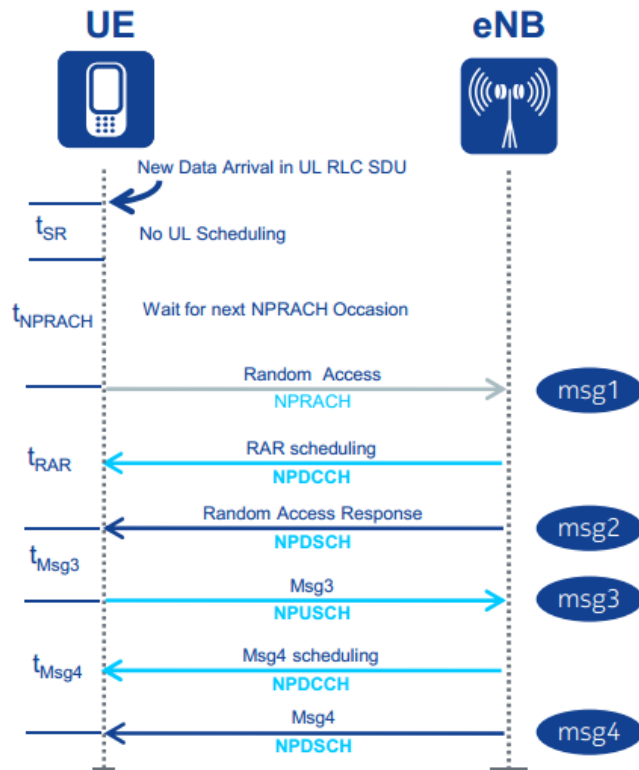 UE
eNB
New Data Arrival in UL RLC SDU
tSR
No UL Scheduling
tNPRACH
Wait for next NPRACH Occasion
Random Access
NPRACH
msg1
tRAR
RAR scheduling
NPDCCH
Random Access Response
NPDSCH
msg2
tMsg3
Msg3
NPUSCH
msg3
tMsg4
Msg4 scheduling
NPDCCH
Msg4
NPDSCH
msg4